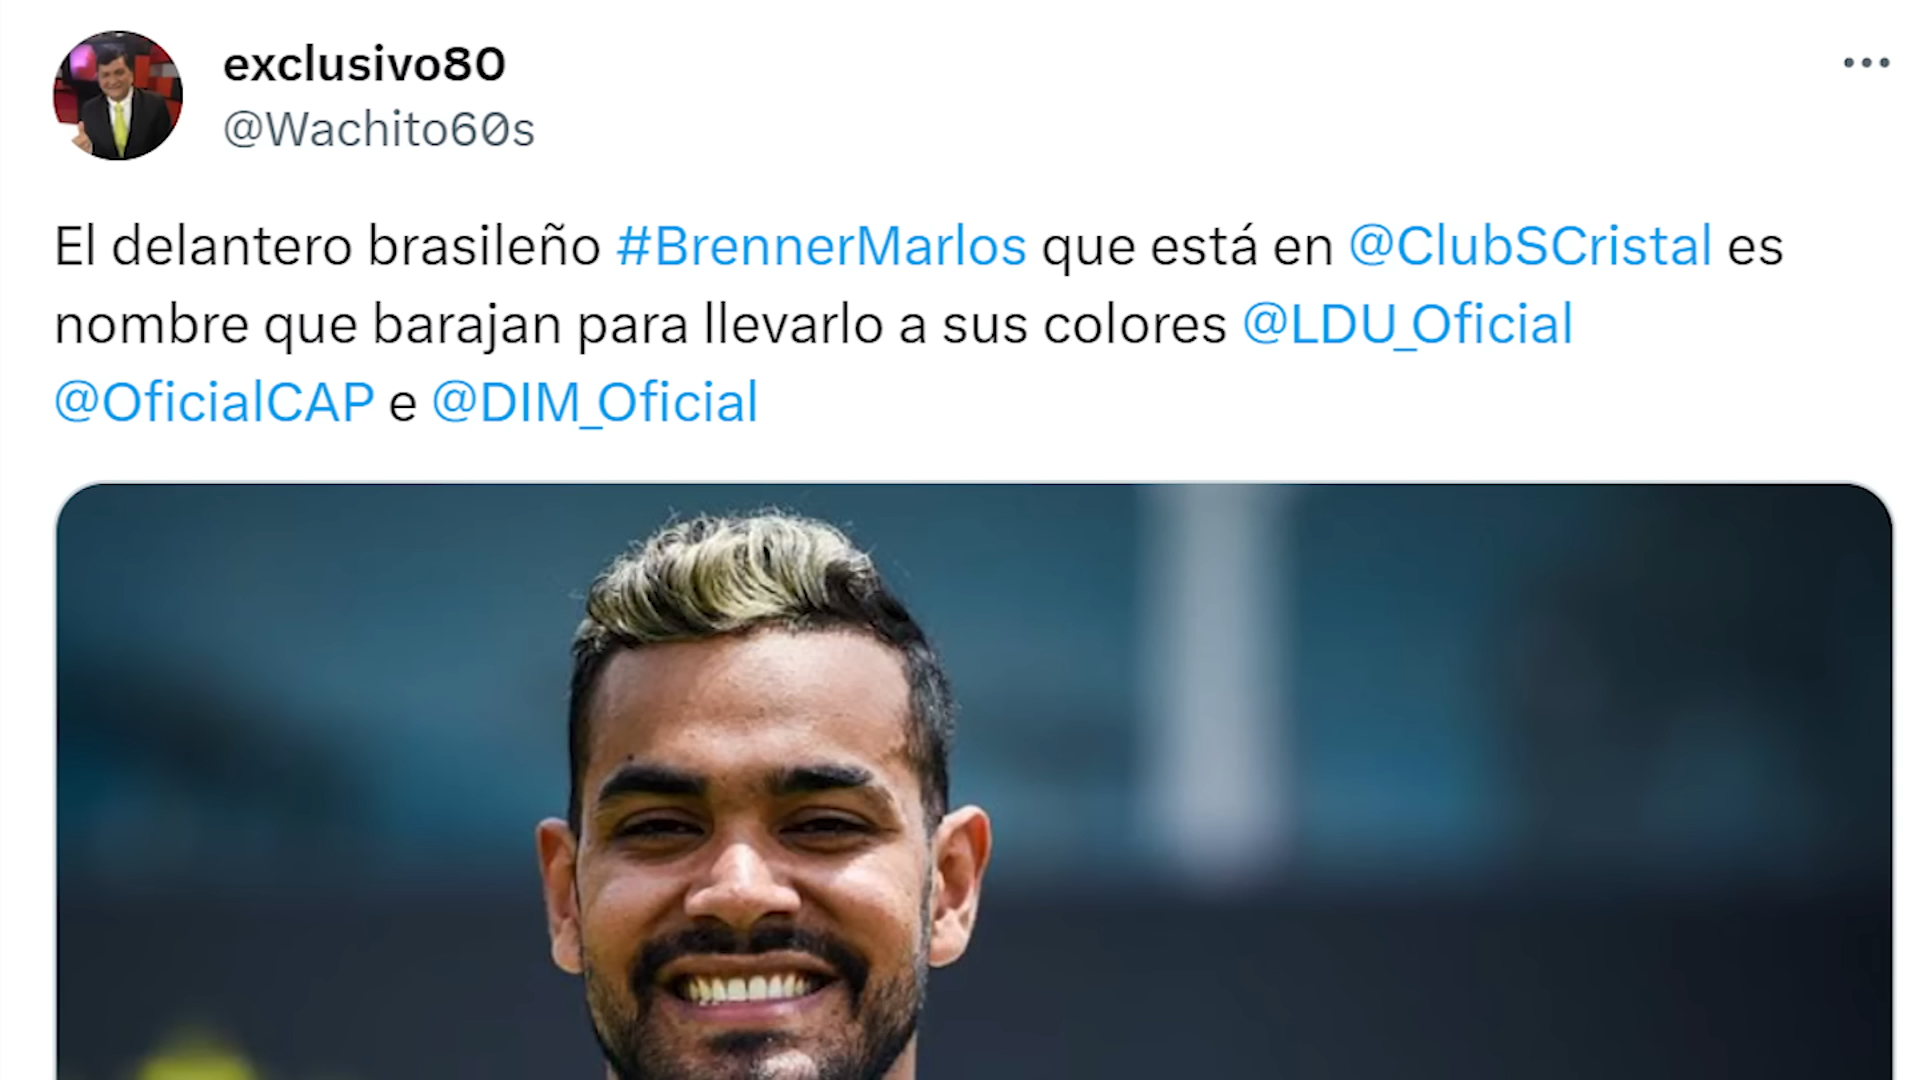 exclusivo80
@Wachito60s
El delantero brasileño #BrennerMarlos que está en @ClubSCristal es
nombre que barajan para llevarlo a sus colores @LDU_Oficial
@OficialCAP e @DIM_Oficial